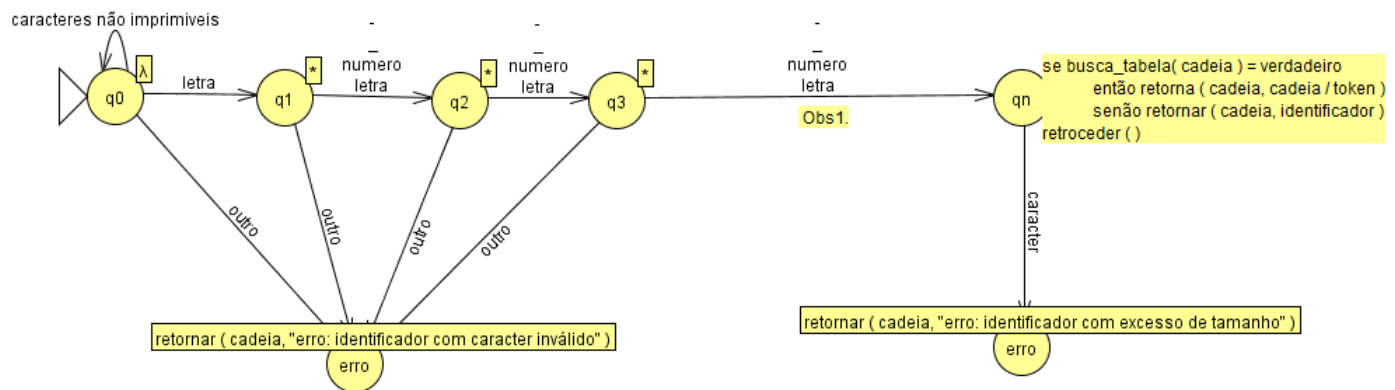 caracteres não imprimiveis
-
_
numero
letra
-
_
numero
letra
-
_
numero
letra
Obs1.
letra
λ
*
*
*
q0
q1
q2
q3
qn
se busca_tabela( cadeia ) = verdadeiro
então retorna ( cadeia, cadeia / token )
senão retornar ( cadeia, identificador )
retroceder ( )
outro
outro
outro
outro
caracter
retornar ( cadeia, "erro: identificador com caracter inválido" )
erro
retornar ( cadeia, "erro: identificador com excesso de tamanho" )
erro